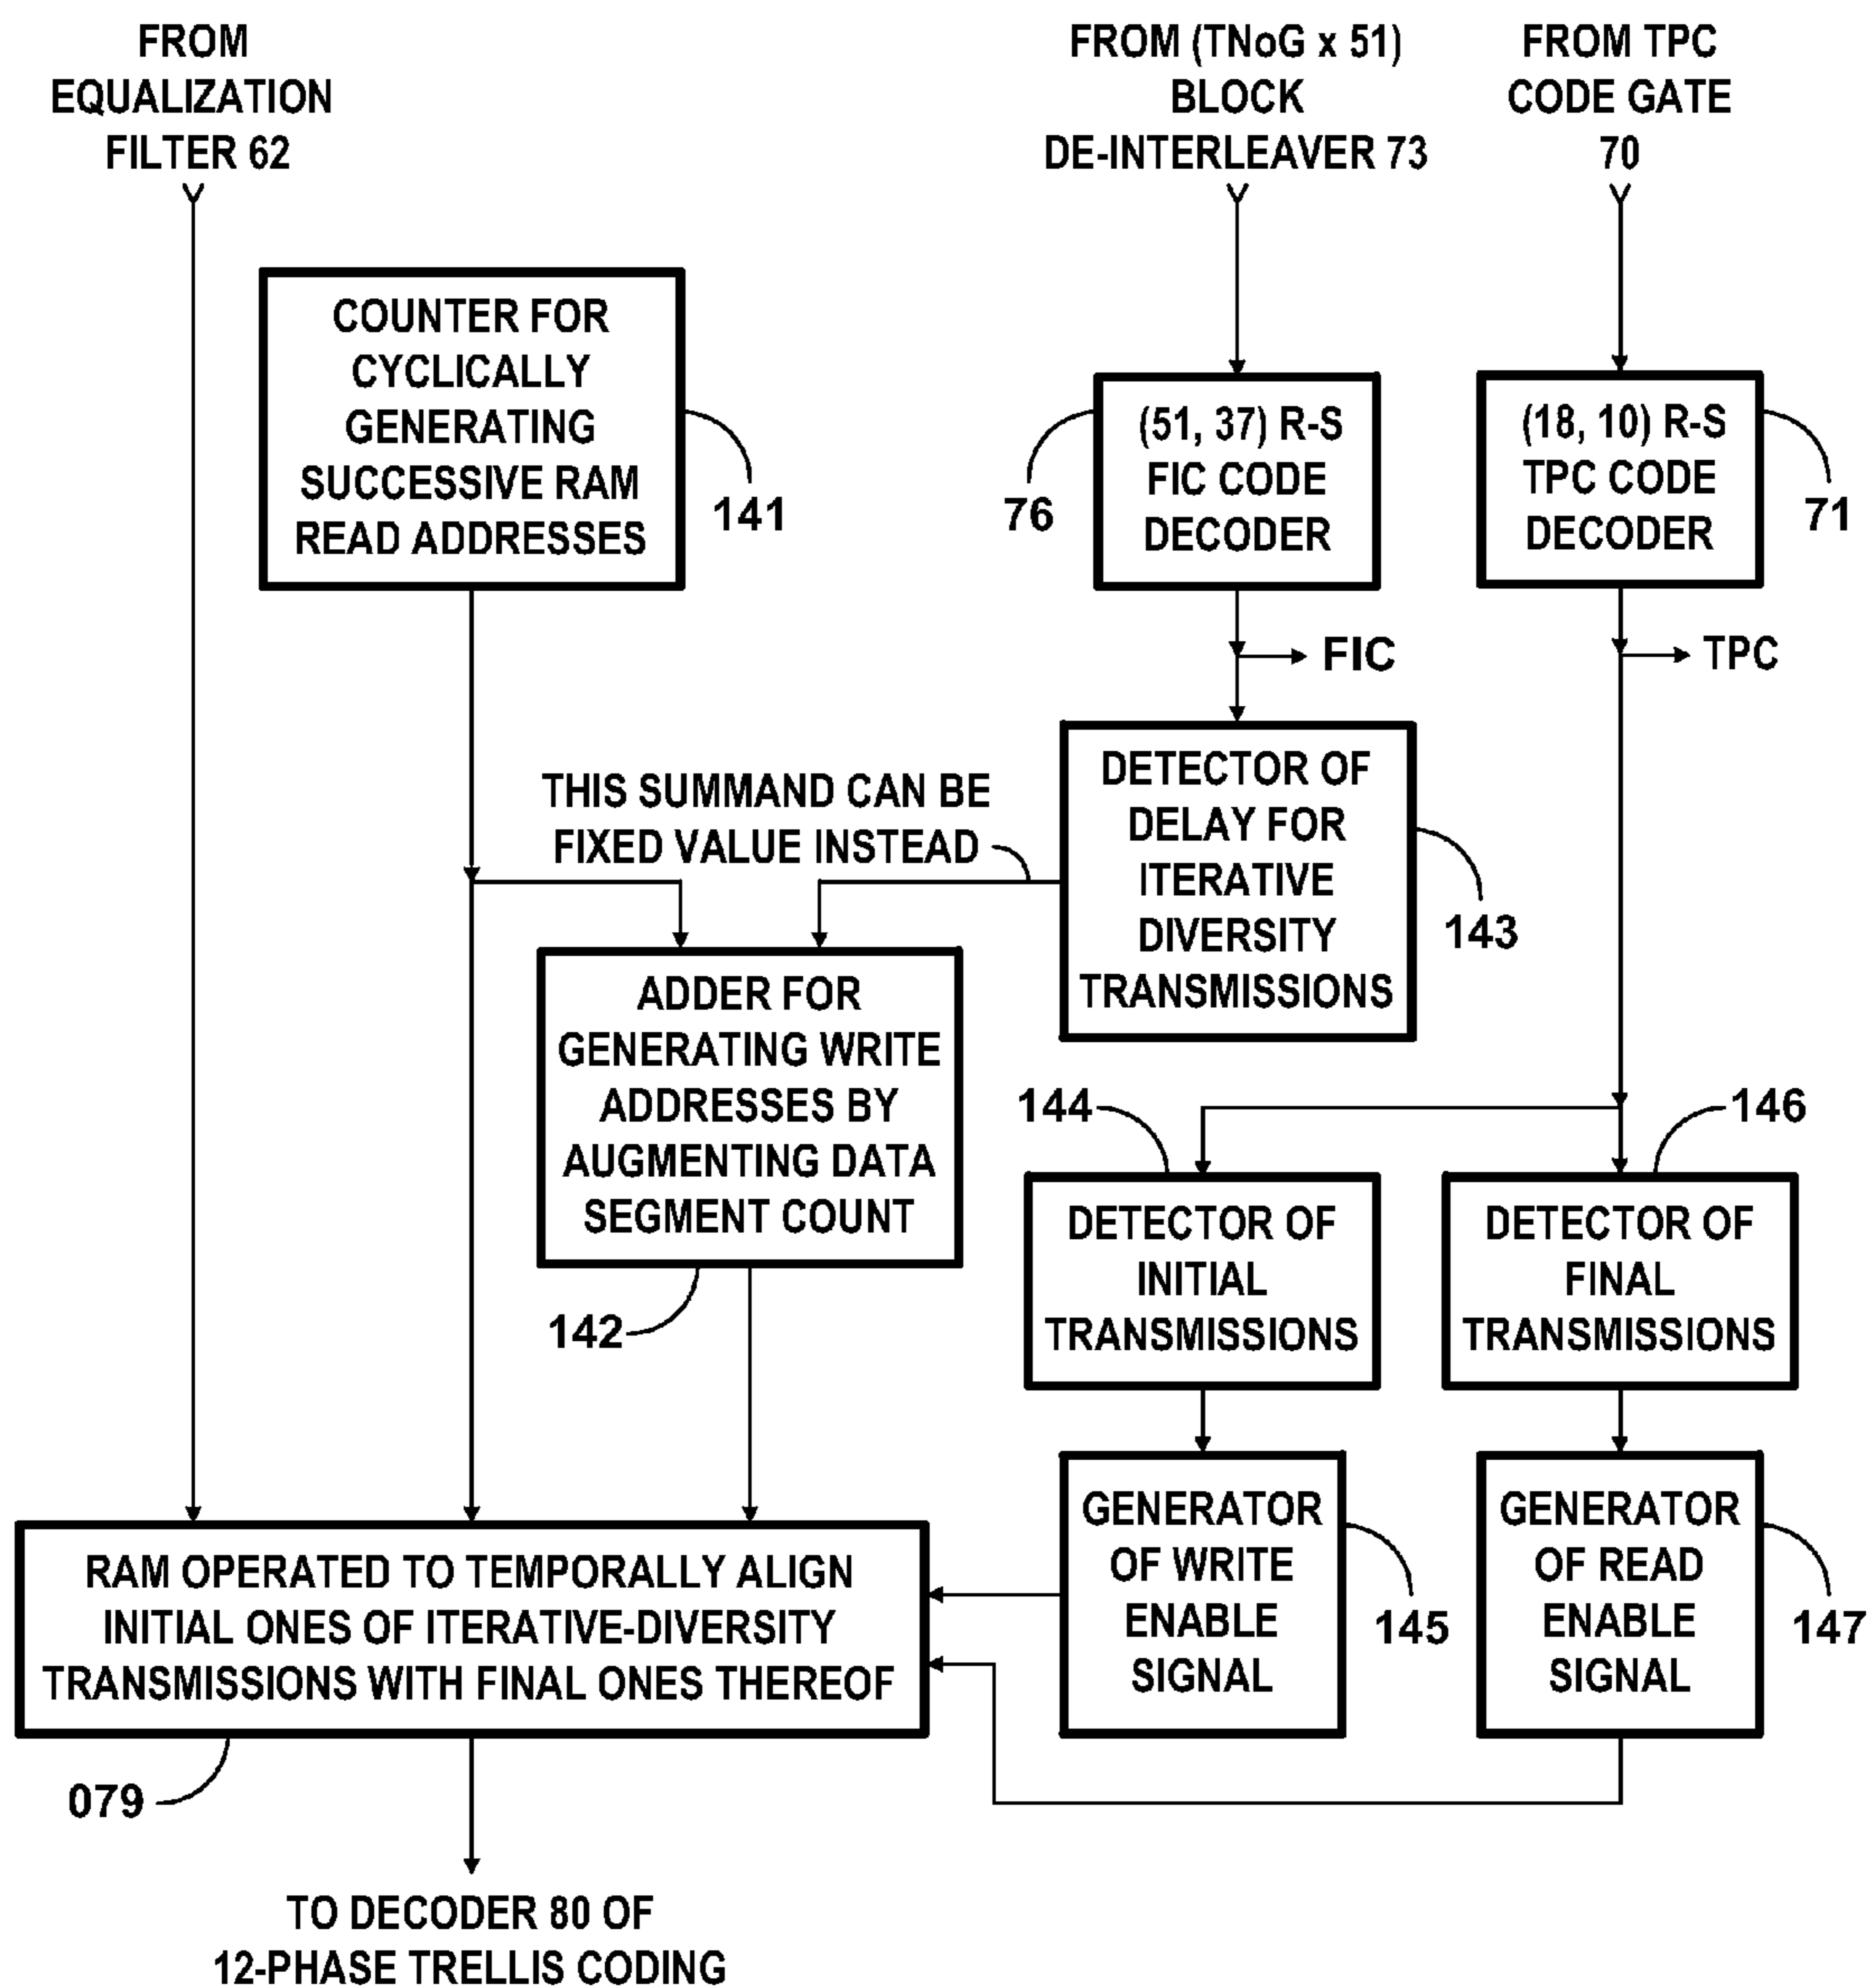 FROM
EQUALIZATION
FILTER 62
FROM (TNoG x 51)
BLOCK
DE-INTERLEAVER 73
FROM TPC
CODE GATE
70
COUNTER FOR
CYCLICALLY
GENERATING
SUCCESSIVE RAM
READ ADDRESSES
141
(51, 37) R-S
FIC CODE
DECODER
76
(18, 10) R-S
TPC CODE
DECODER
71
FIC
TPC
THIS SUMMAND CAN BE
FIXED VALUE INSTEAD
DETECTOR OF
DELAY FOR
ITERATIVE
DIVERSITY
TRANSMISSIONS
143
ADDER FOR
GENERATING WRITE
ADDRESSES BY
AUGMENTING DATA
SEGMENT COUNT
142
144
146
DETECTOR OF
INITIAL
TRANSMISSIONS
DETECTOR OF
FINAL
TRANSMISSIONS
GENERATOR
OF WRITE
ENABLE
SIGNAL
145
GENERATOR
OF READ
ENABLE
SIGNAL
147
RAM OPERATED TO TEMPORALLY ALIGN
INITIAL ONES OF ITERATIVE-DIVERSITY
TRANSMISSIONS WITH FINAL ONES THEREOF
079
TO DECODER 80 OF
12-PHASE TRELLIS CODING